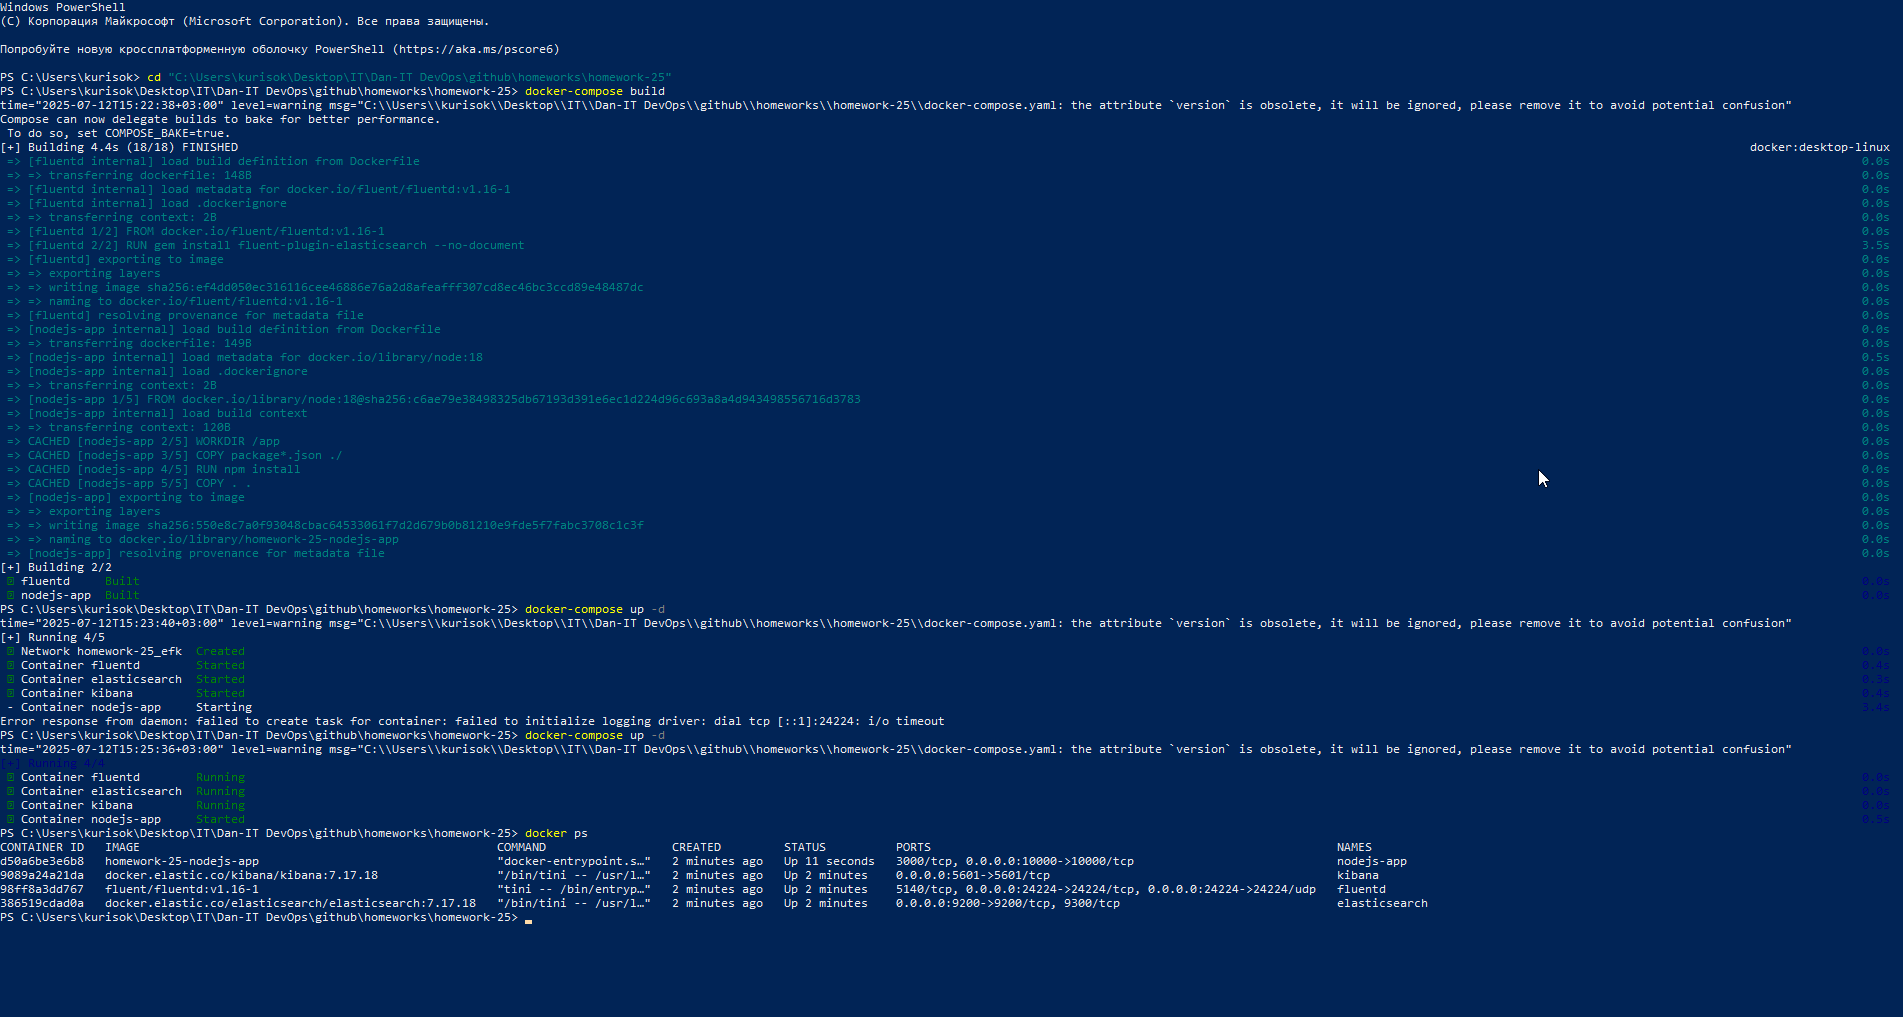 Windows PowerShell
(C) Корпорация Майкрософт (Microsoft Corporation). Все права защищены.
Попробуйте новую кроссплатформенную оболочку PowerShell (https://aka.ms/pscore6)
PS C:\Users\kurisok> cd "C:\Users\kurisok\Desktop\IT\Dan-IT DevOps\github\homeworks\homework-25"
PS C:\Users\kurisok\Desktop\IT\Dan-IT DevOps\github\homeworks\homework-25> docker-compose build
time="2025-07-12T15:22:38+03:00" level=warning msg="C:\\Users\\kurisok\\Desktop\\IT\\Dan-IT DevOps\\github\\homeworks\\homework-25\\docker-compose.yaml: the attribute `version` is obsolete, it will be ignored, please remove it to avoid potential confusion"
Compose can now delegate builds to bake for better performance.
 To do so, set COMPOSE_BAKE=true.
[+] Building 4.4s (18/18) FINISHED docker:desktop-linux
 => [fluentd internal] load build definition from Dockerfile 0.0s
 => => transferring dockerfile: 148B 0.0s
 => [fluentd internal] load metadata for docker.io/fluent/fluentd:v1.16-1 0.0s
 => [fluentd internal] load .dockerignore 0.0s
 => => transferring context: 2B 0.0s
 => [fluentd 1/2] FROM docker.io/fluent/fluentd:v1.16-1 0.0s
 => [fluentd 2/2] RUN gem install fluent-plugin-elasticsearch --no-document 3.5s
 => [fluentd] exporting to image 0.0s
 => => exporting layers 0.0s
 => => writing image sha256:ef4dd050ec316116cee46886e76a2d8afeafff307cd8ec46bc3ccd89e48487dc 0.0s
 => => naming to docker.io/fluent/fluentd:v1.16-1 0.0s
 => [fluentd] resolving provenance for metadata file 0.0s
 => [nodejs-app internal] load build definition from Dockerfile 0.0s
 => => transferring dockerfile: 149B 0.0s
 => [nodejs-app internal] load metadata for docker.io/library/node:18 0.5s
 => [nodejs-app internal] load .dockerignore 0.0s
 => => transferring context: 2B 0.0s
 => [nodejs-app 1/5] FROM docker.io/library/node:18@sha256:c6ae79e38498325db67193d391e6ec1d224d96c693a8a4d943498556716d3783 0.0s
 => [nodejs-app internal] load build context 0.0s
 => => transferring context: 120B 0.0s
 => CACHED [nodejs-app 2/5] WORKDIR /app 0.0s
 => CACHED [nodejs-app 3/5] COPY package*.json ./ 0.0s
 => CACHED [nodejs-app 4/5] RUN npm install 0.0s
 => CACHED [nodejs-app 5/5] COPY . . 0.0s
 => [nodejs-app] exporting to image 0.0s
 => => exporting layers 0.0s
 => => writing image sha256:550e8c7a0f93048cbac64533061f7d2d679b0b81210e9fde5f7fabc3708c1c3f 0.0s
 => => naming to docker.io/library/homework-25-nodejs-app 0.0s
 => [nodejs-app] resolving provenance for metadata file 0.0s
[+] Building 2/2
 fluentd Built 0.0s
 nodejs-app Built 0.0s
PS C:\Users\kurisok\Desktop\IT\Dan-IT DevOps\github\homeworks\homework-25> docker-compose up -d
time="2025-07-12T15:23:40+03:00" level=warning msg="C:\\Users\\kurisok\\Desktop\\IT\\Dan-IT DevOps\\github\\homeworks\\homework-25\\docker-compose.yaml: the attribute `version` is obsolete, it will be ignored, please remove it to avoid potential confusion"
[+] Running 4/5
 Network homework-25_efk Created 0.0s
 Container fluentd Started 0.4s
 Container elasticsearch Started 0.3s
 Container kibana Started 0.4s
 - Container nodejs-app Starting 3.4s
Error response from daemon: failed to create task for container: failed to initialize logging driver: dial tcp [::1]:24224: i/o timeout
PS C:\Users\kurisok\Desktop\IT\Dan-IT DevOps\github\homeworks\homework-25> docker-compose up -d
time="2025-07-12T15:25:36+03:00" level=warning msg="C:\\Users\\kurisok\\Desktop\\IT\\Dan-IT DevOps\\github\\homeworks\\homework-25\\docker-compose.yaml: the attribute `version` is obsolete, it will be ignored, please remove it to avoid potential confusion"
[+] Running 4/4
 Container fluentd Running 0.0s
 Container elasticsearch Running 0.0s
 Container kibana Running 0.0s
 Container nodejs-app Started 0.5s
PS C:\Users\kurisok\Desktop\IT\Dan-IT DevOps\github\homeworks\homework-25> docker ps
CONTAINER ID IMAGE COMMAND CREATED STATUS PORTS NAMES
d50a6be3e6b8 homework-25-nodejs-app "docker-entrypoint.s…" 2 minutes ago Up 11 seconds 3000/tcp, 0.0.0.0:10000->10000/tcp nodejs-app
9089a24a21da docker.elastic.co/kibana/kibana:7.17.18 "/bin/tini -- /usr/l…" 2 minutes ago Up 2 minutes 0.0.0.0:5601->5601/tcp kibana
98ff8a3dd767 fluent/fluentd:v1.16-1 "tini -- /bin/entryp…" 2 minutes ago Up 2 minutes 5140/tcp, 0.0.0.0:24224->24224/tcp, 0.0.0.0:24224->24224/udp fluentd
386519cdad0a docker.elastic.co/elasticsearch/elasticsearch:7.17.18 "/bin/tini -- /usr/l…" 2 minutes ago Up 2 minutes 0.0.0.0:9200->9200/tcp, 9300/tcp elasticsearch
PS C:\Users\kurisok\Desktop\IT\Dan-IT DevOps\github\homeworks\homework-25>